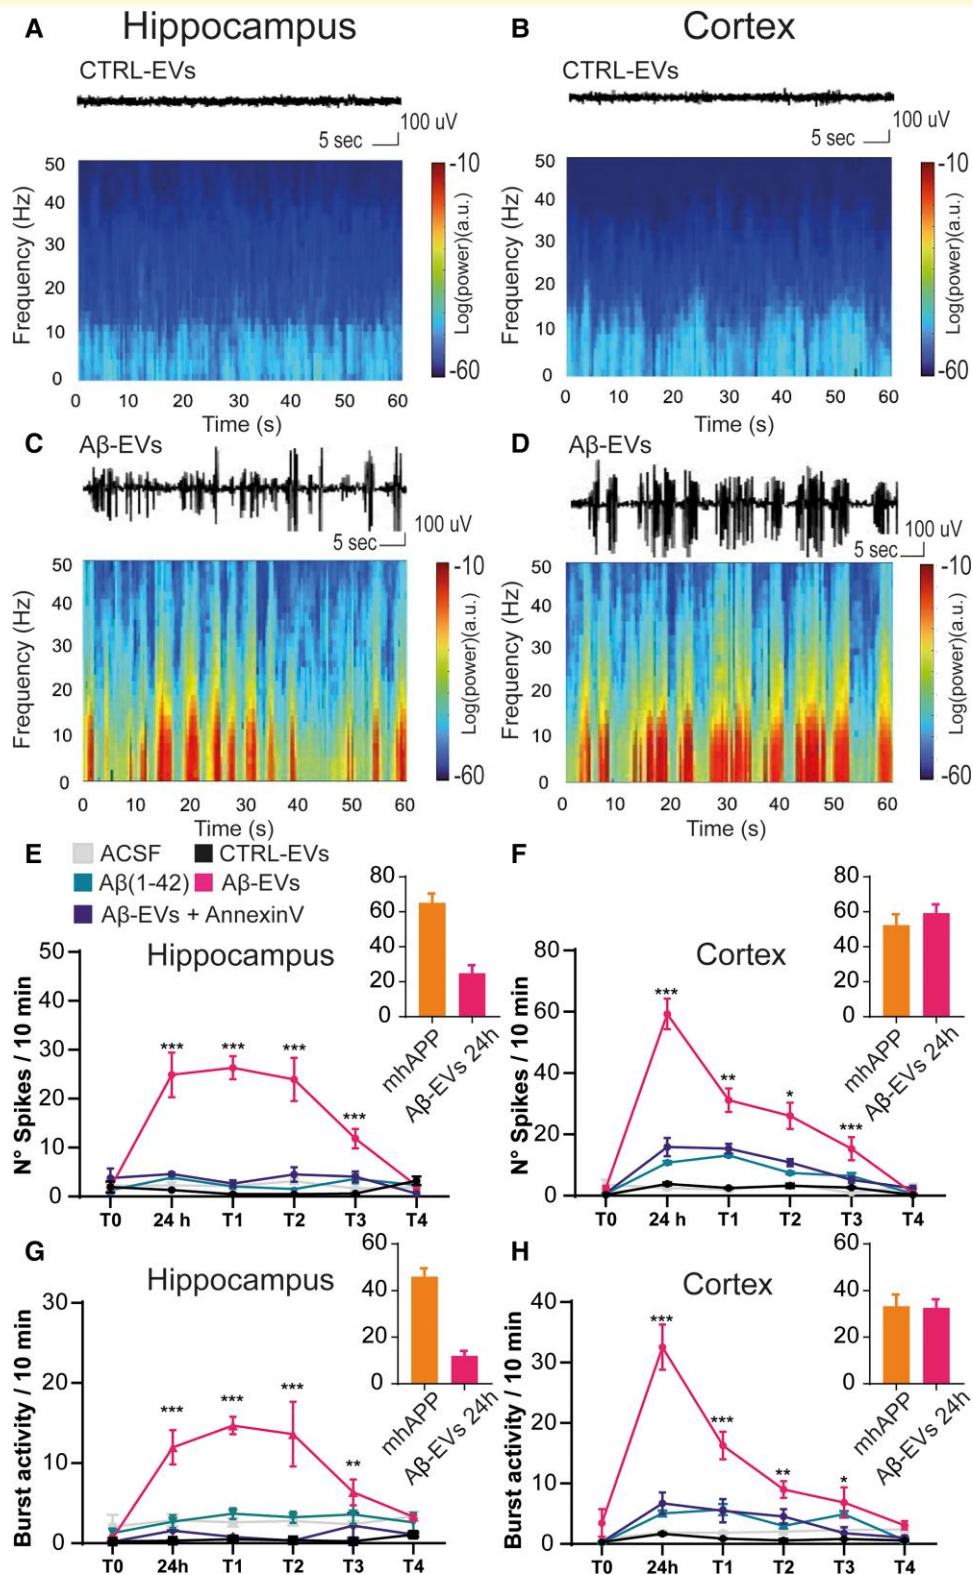 A Hippocampus
B Cortex
CTRL-EVs
CTRL-EVs
100 uV
5 sec
100 uV
5 sec
50
40
30
20
10
0
Frequency (Hz)
0 10 20 30 40 50 60
Time (s)
-10
-60
Log(power)(a.u.)
50
40
30
20
10
0
Frequency (Hz)
0 10 20 30 40 50 60
Time (s)
-10
-60
Log(power)(a.u.)
C Aβ-EVs
100 uV
5 sec
D Aβ-EVs
100 uV
5 sec
50
40
30
20
10
0
Frequency (Hz)
0 10 20 30 40 50 60
Time (s)
-10
-60
Log(power)(a.u.)
50
40
30
20
10
0
Frequency (Hz)
0 10 20 30 40 50 60
Time (s)
-10
-60
Log(power)(a.u.)
E
ACSF CTRL-EVs
Aβ(1-42) Aβ-EVs
Aβ-EVs + AnnexinV
Hippocampus
50
30
20
10
0
N° Spikes / 10 min
*** *** *** ***
T0 24 h T1 T2 T3 T4
80
60
40
20
0
mhAPP
Aβ-EVs 24h
F
Cortex
80
60
40
20
0
N° Spikes / 10 min
*** ** * ***
T0 24 h T1 T2 T3 T4
80
60
40
20
0
mhAPP
Aβ-EVs 24h
G
Hippocampus
30
20
10
0
Burst activity / 10 min
*** *** *** **
T0 24h T1 T2 T3 T4
60
40
20
0
mhAPP
Aβ-EVs 24h
H
Cortex
40
30
20
10
0
Burst activity / 10 min
*** *** ** *
T0 24h T1 T2 T3 T4
60
40
20
0
mhAPP
Aβ-EVs 24h